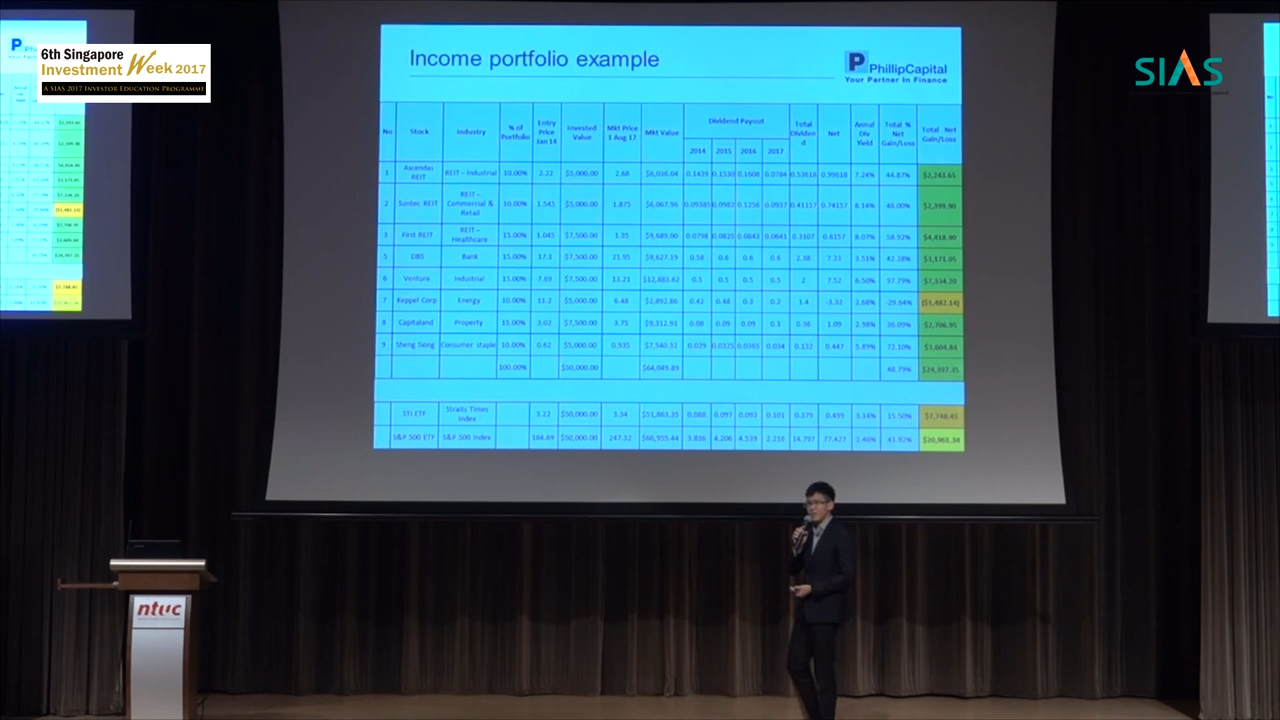 6th Singapore
Investment Week 2017
A SIAS 2017 INVESTOR EDUCATION PROGRAMME
SIAS
Income portfolio example
P PhillipCapital
Your Partner In Finance
No Stock Industry % of Portfolio Entry Price Jan 14 Invested Value Mkt Price 1 Aug 17 Mkt Value Dividend Payout Total Dividend Net Annual Div Yield Total % Net Gain/Loss Total Net Gain/Loss
2014 2015 2016 2017
1 Ascendas REIT REIT – Industrial 10.00% 2.22 $5,000.00 2.68 $6,036.04 0.1439 0.1530 0.1608 0.0784 0.53618 0.99618 7.24% 44.87% $2,243.65
2 Suntec REIT REIT – Commercial & Retail 10.00% 1.545 $5,000.00 1.875 $6,067.96 0.09385 0.0982 0.1256 0.0937 0.41157 0.74157 6.14% 48.00% $2,399.90
3 First REIT REIT – Healthcare 15.00% 1.045 $7,500.00 1.35 $9,689.00 0.0798 0.0825 0.0843 0.0641 0.3107 0.6157 8.07% 58.92% $4,418.90
5 DBS Bank 15.00% 17.1 $7,500.00 21.95 $9,627.19 0.58 0.6 0.6 0.6 2.38 7.23 3.51% 42.28% $3,171.05
6 Venture Industrial 15.00% 7.69 $7,500.00 13.21 $12,883.62 0.5 0.5 0.5 0.5 2 7.52 6.50% 97.79% $7,334.20
7 Keppel Corp Energy 10.00% 11.2 $5,000.00 6.48 $2,892.86 0.42 0.48 0.3 0.2 1.4 -3.32 2.68% -29.64% ($1,482.14)
8 Capitaland Property 15.00% 3.02 $7,500.00 3.75 $9,312.91 0.08 0.09 0.09 0.1 0.36 1.09 2.98% 36.09% $2,706.95
9 Sheng Siong Consumer staple 10.00% 0.62 $5,000.00 0.935 $7,540.32 0.029 0.0325 0.0365 0.034 0.132 0.447 5.89% 72.10% $3,604.84
100.00% $50,000.00 $64,049.89 48.79% $24,397.35
STI ETF Straits Times Index 3.22 $50,000.00 3.34 $51,863.35 0.088 0.097 0.093 0.101 0.379 0.499 3.14% 15.50% $7,748.45
S&P 500 ETF S&P 500 Index 184.69 $50,000.00 247.32 $66,955.44 3.836 4.206 4.539 2.216 14.797 77.427 2.46% 41.92% $20,961.34
ntuc